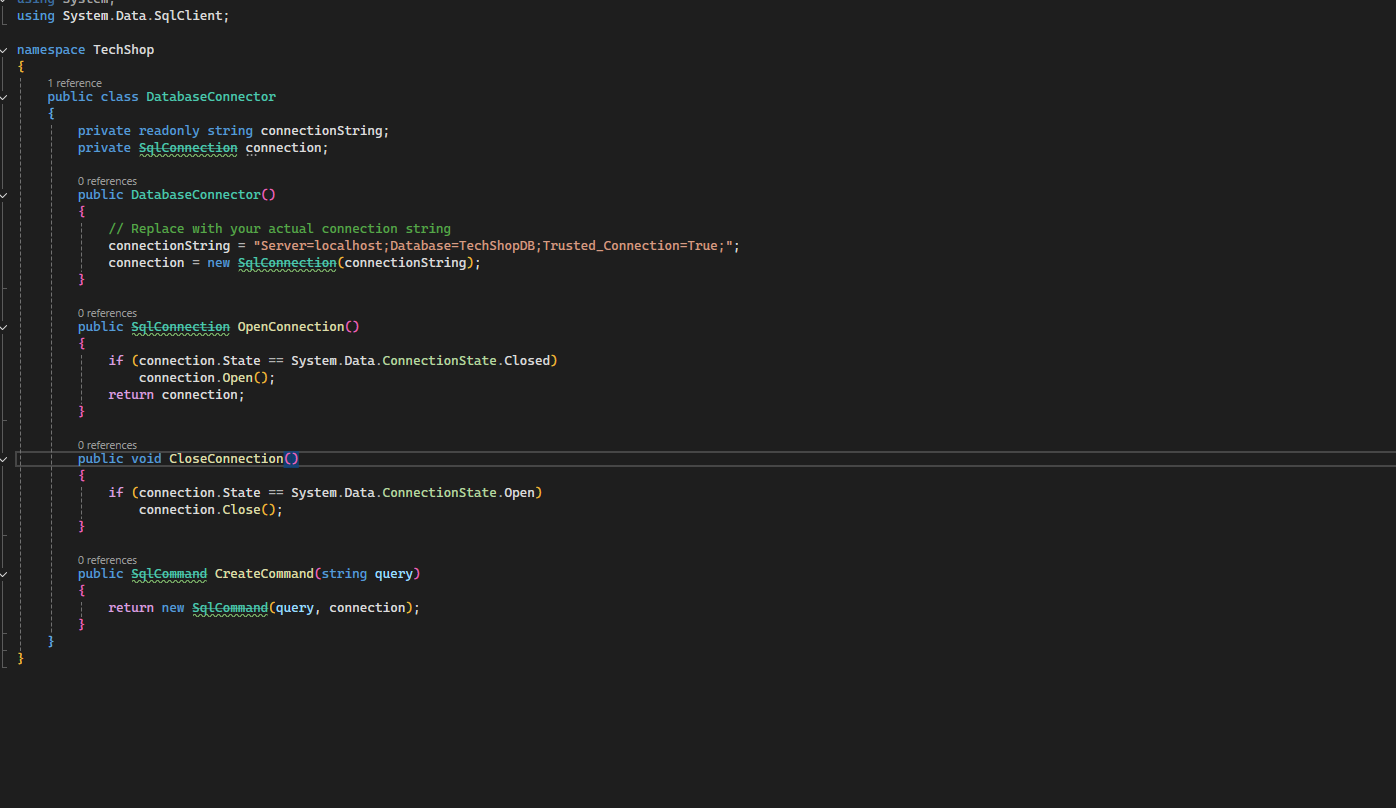 using System;
using System.Data.SqlClient;
namespace TechShop
{
1 reference
public class DatabaseConnector
{
private readonly string connectionString;
private SqlConnection connection;
0 references
public DatabaseConnector()
{
// Replace with your actual connection string
connectionString = "Server=localhost;Database=TechShopDB;Trusted_Connection=True;";
connection = new SqlConnection(connectionString);
}
0 references
public SqlConnection OpenConnection()
{
if (connection.State == System.Data.ConnectionState.Closed)
connection.Open();
return connection;
}
0 references
public void CloseConnection()
{
if (connection.State == System.Data.ConnectionState.Open)
connection.Close();
}
0 references
public SqlCommand CreateCommand(string query)
{
return new SqlCommand(query, connection);
}
}
}